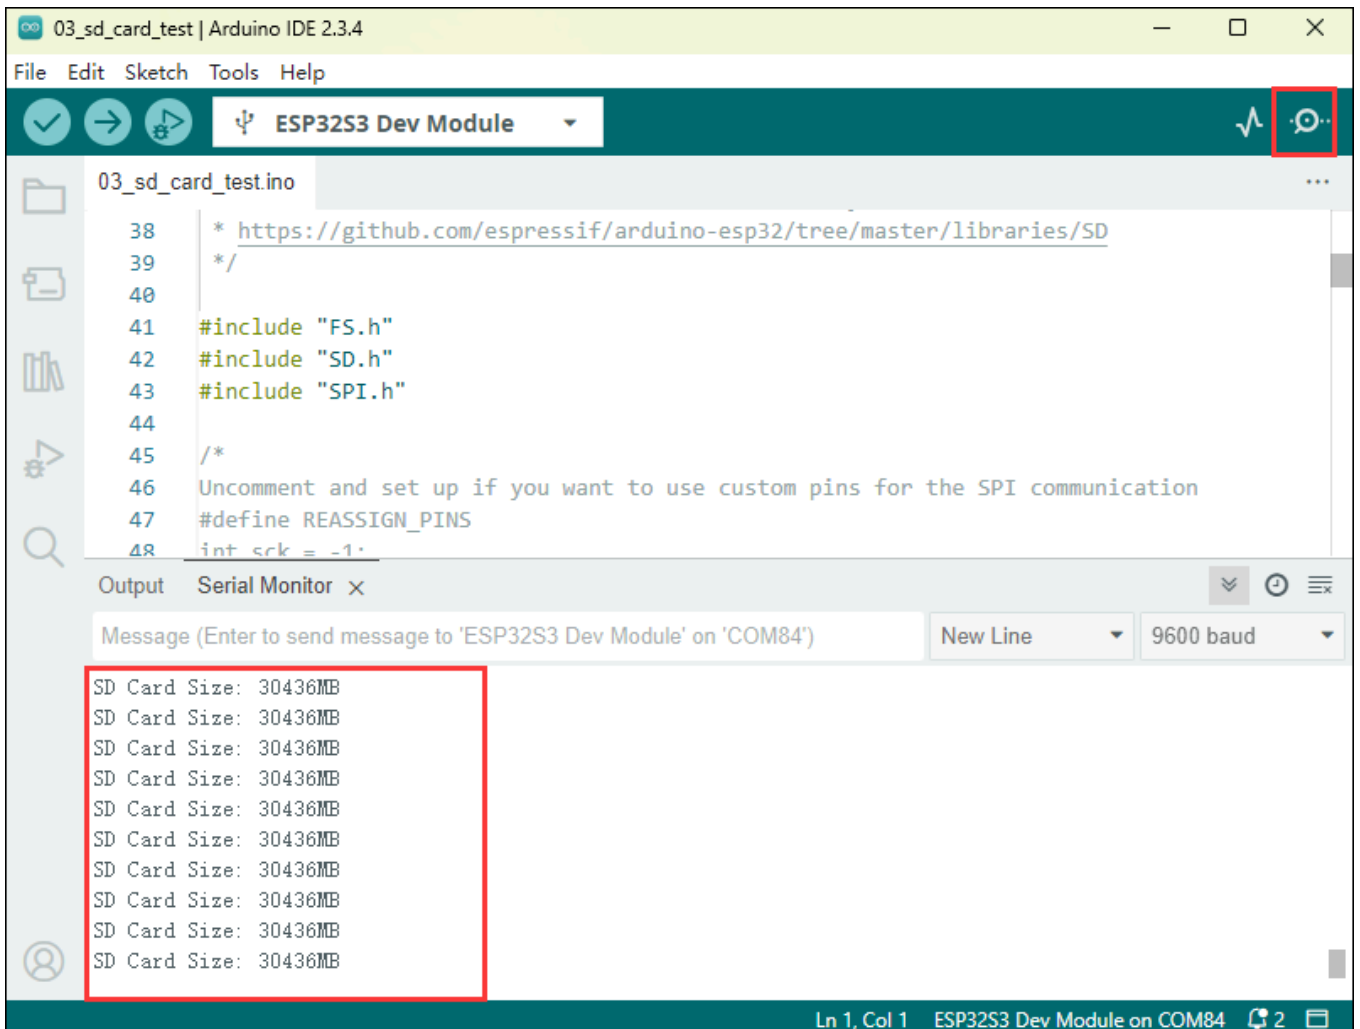 03_sd_card_test | Arduino IDE 2.3.4
File Edit Sketch Tools Help
ESP32S3 Dev Module
03_sd_card_test.ino
38 * https://github.com/espressif/arduino-esp32/tree/master/libraries/SD
39 */
40
41 #include "FS.h"
42 #include "SD.h"
43 #include "SPI.h"
44
45 /*
46 Uncomment and set up if you want to use custom pins for the SPI communication
47 #define REASSIGN_PINS
48 int sck = -1;
Output Serial Monitor
Message (Enter to send message to 'ESP32S3 Dev Module' on 'COM84') New Line 9600 baud
SD Card Size: 30436MB
SD Card Size: 30436MB
SD Card Size: 30436MB
SD Card Size: 30436MB
SD Card Size: 30436MB
SD Card Size: 30436MB
SD Card Size: 30436MB
SD Card Size: 30436MB
SD Card Size: 30436MB
SD Card Size: 30436MB
Ln 1, Col 1 ESP32S3 Dev Module on COM84 2